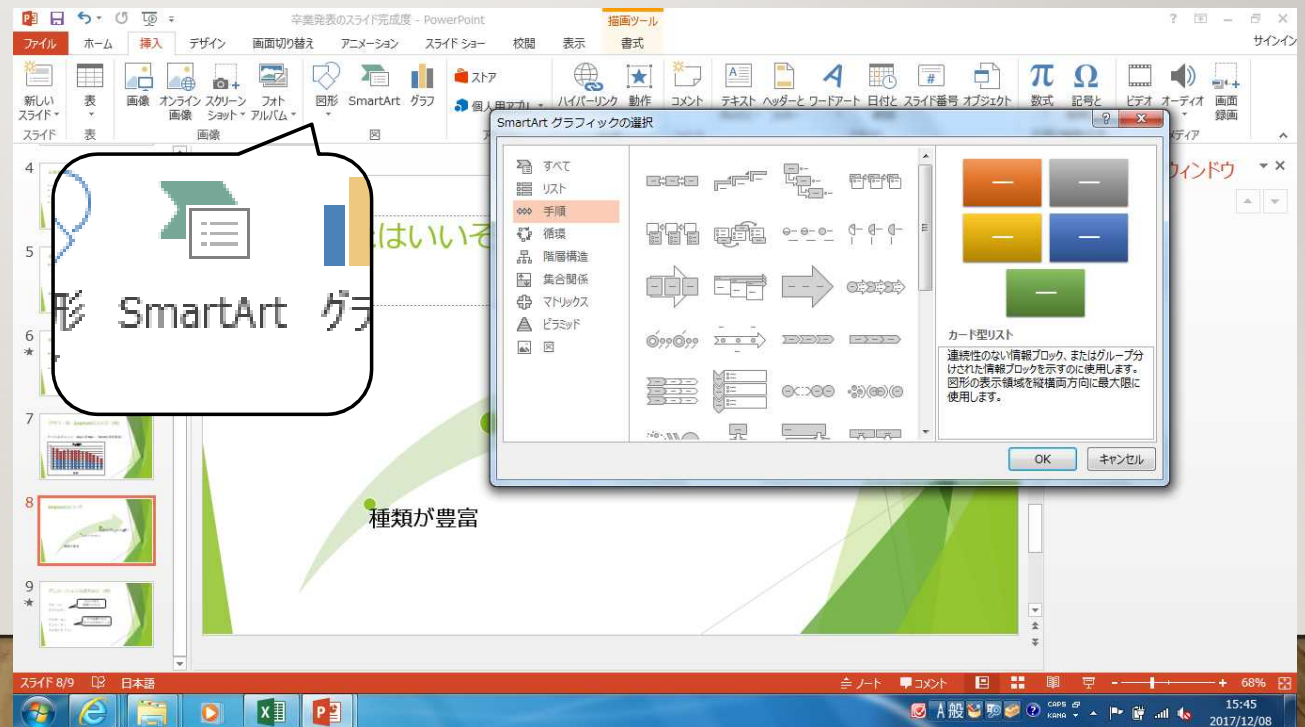 卒業発表のスライド完成度 - PowerPoint
描画ツール
ファイル ホーム 挿入 デザイン 画面切り替え アニメーション スライド ショー 校閲 表示 書式
サインイン
新しい
スライド
表
画像
オンライン
画像
スクリーン
ショット
フォト
アルバム
図形
SmartArt
グラフ
ストア
個人用アプリ
ハイパーリンク
動作
コメント
テキスト
ヘッダーと
ワードアート
日付と
スライド番号
オブジェクト
数式
記号と
ビデオ
オーディオ
画面
録画
スライド
表
画像
図
メディア
SmartArt グラフィックの選択
すべて
リスト
手順
循環
階層構造
集合関係
マトリックス
ピラミッド
図
カード型リスト
連続性のない情報ブロック、またはグループ分
けされた情報ブロックを示すのに使用します。
図形の表示領域を縦横両方向に最大限に
使用します。
OK キャンセル
ウィンドウ
形 SmartArt グラ
はいいぞ
種類が豊富
4
5
6
7
8
9
スライド 8/9 日本語
ノート コメント 68%
A 般 CAPS KANA
15:45
2017/12/08